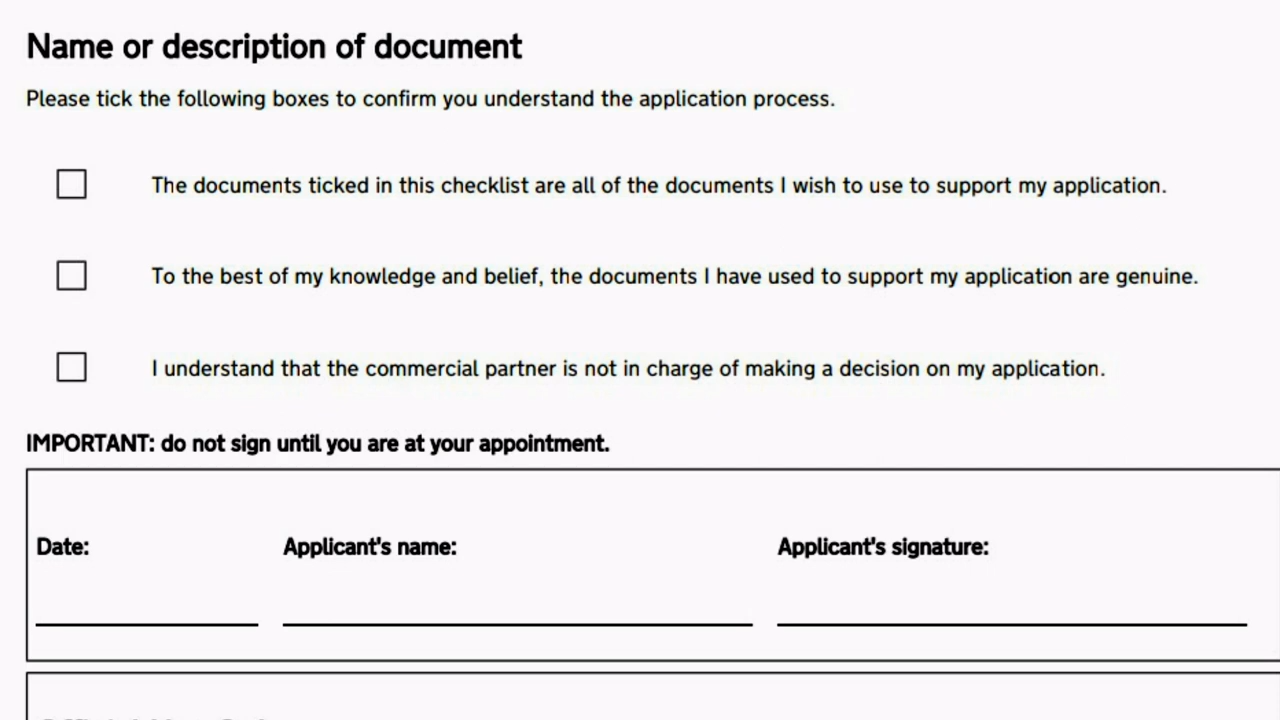 Name or description of document
Please tick the following boxes to confirm you understand the application process.
The documents ticked in this checklist are all of the documents I wish to use to support my application.
To the best of my knowledge and belief, the documents I have used to support my application are genuine.
I understand that the commercial partner is not in charge of making a decision on my application.
IMPORTANT: do not sign until you are at your appointment.
Date: Applicant's name: Applicant's signature: